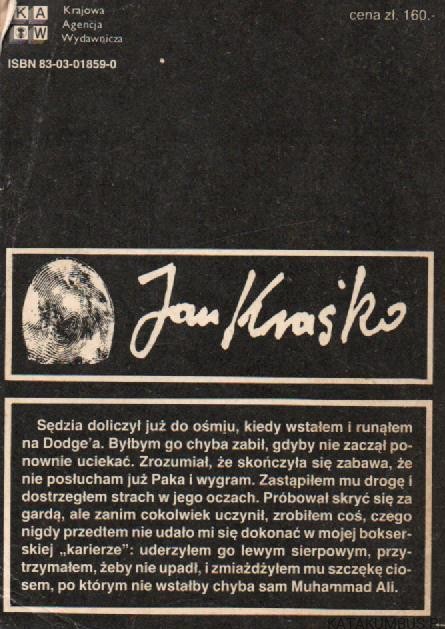 KA
W
Krajowa
Agencja
Wydawnicza
cena zł. 160.-
ISBN 83-03-01859-0
Jan Kraśko
Sędzia doliczył już do ośmiu, kiedy wstałem i runąłem
na Dodge'a. Byłbym go chyba zabił, gdyby nie zaczął po-
nownie uciekać. Zrozumiał, że skończyła się zabawa, że
nie posłucham już Paka i wygram. Zastąpiłem mu drogę i
dostrzegłem strach w jego oczach. Próbował skryć się za
gardą, ale zanim cokolwiek uczynił, zrobiłem coś, czego
nigdy przedtem nie udało mi się dokonać w mojej bokser-
skiej „karierze": uderzyłem go lewym sierpowym, przy-
trzymałem, żeby nie upadł, i zmiażdżyłem mu szczękę cio-
sem, po którym nie wstałby chyba sam Muhammad Ali.